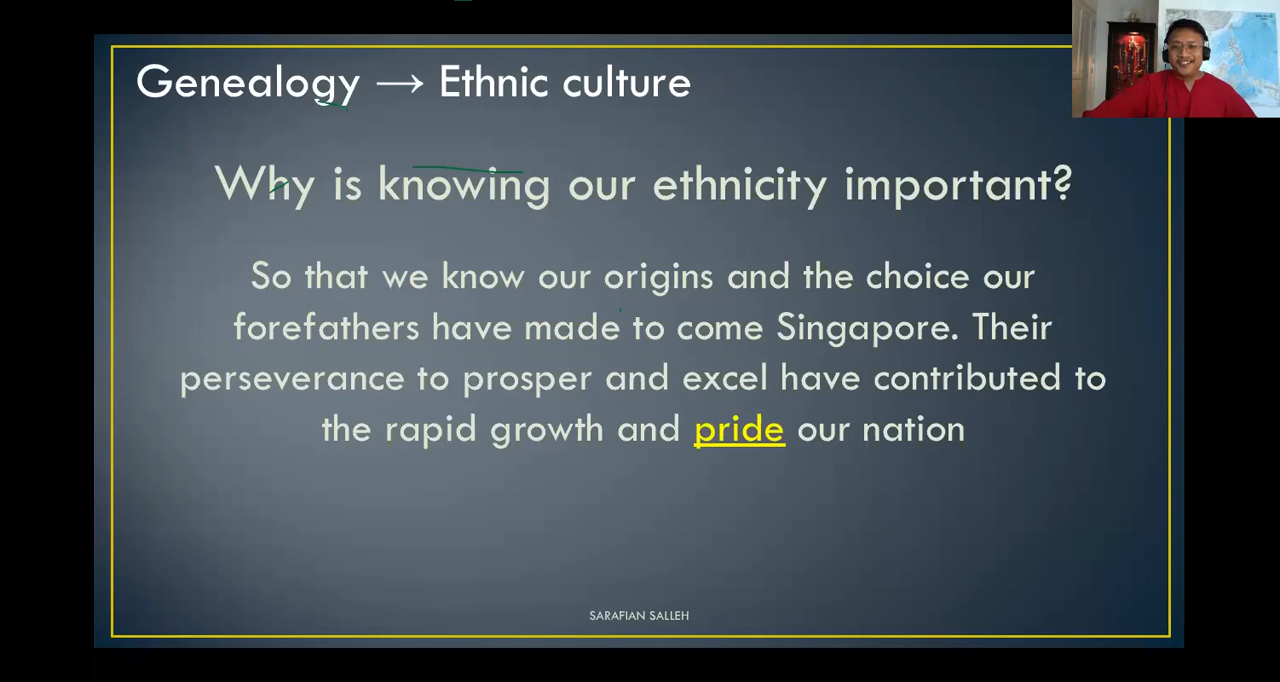 Genealogy → Ethnic culture
Why is knowing our ethnicity important?
So that we know our origins and the choice our
forefathers have made to come Singapore. Their
perseverance to prosper and excel have contributed to
the rapid growth and pride our nation
SARAFIAN SALLEH